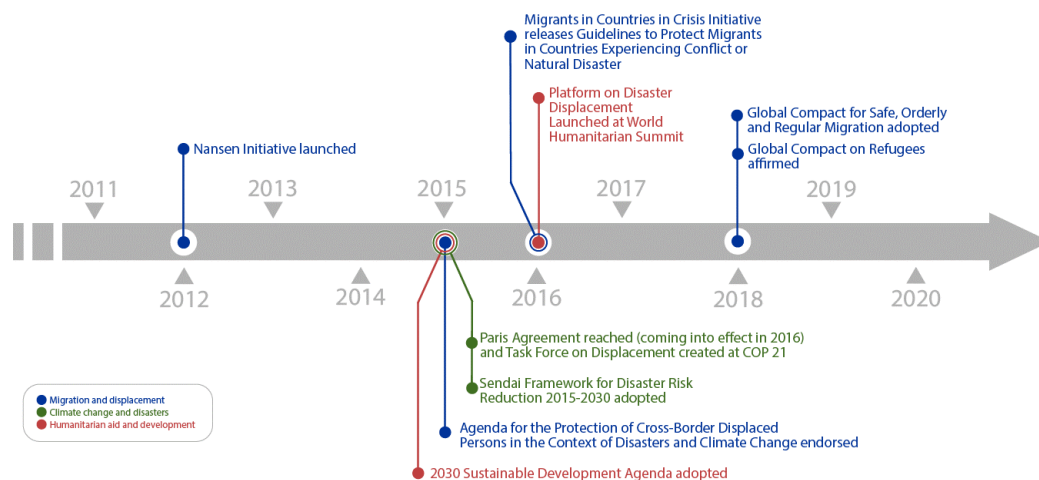 Migrants in Countries in Crisis Initiative
releases Guidelines to Protect Migrants
in Countries Experiencing Conflict or
Natural Disaster
Platform on Disaster
Displacement
Launched at World
Humanitarian Summit
Global Compact for Safe, Orderly
and Regular Migration adopted
Global Compact on Refugees
affirmed
Nansen Initiative launched
2011
2013
2015
2017
2019
2012
2014
2016
2018
2020
Paris Agreement reached (coming into effect in 2016)
and Task Force on Displacement created at COP 21
Sendai Framework for Disaster Risk
Reduction 2015-2030 adopted
Agenda for the Protection of Cross-Border Displaced
Persons in the Context of Disasters and Climate Change endorsed
2030 Sustainable Development Agenda adopted
Migration and displacement
Climate change and disasters
Humanitarian aid and development